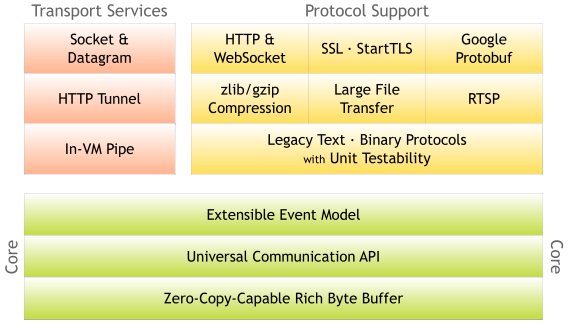 Transport Services
Protocol Support
Socket &
Datagram
HTTP Tunnel
In-VM Pipe
HTTP &
WebSocket
SSL · StartTLS
Google
Protobuf
zlib/gzip
Compression
Large File
Transfer
RTSP
Legacy Text · Binary Protocols
with Unit Testability
Core
Extensible Event Model
Universal Communication API
Zero-Copy-Capable Rich Byte Buffer
Core